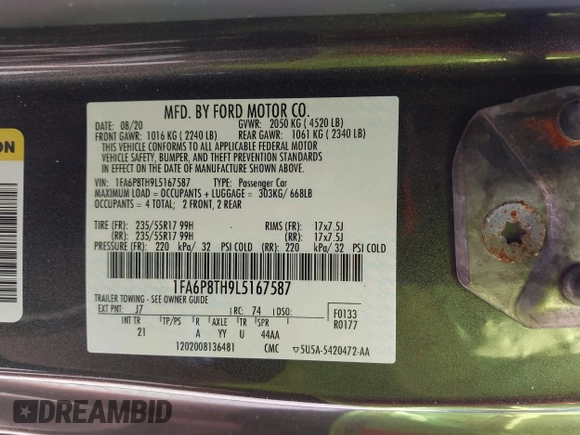 MFD. BY FORD MOTOR CO.
DATE: 08/20 GVWR: 2050 KG ( 4520 LB)
FRONT GAWR: 1016 KG ( 2240 LB) REAR GAWR: 1061 KG ( 2340 LB)
THIS VEHICLE CONFORMS TO ALL APPLICABLE FEDERAL MOTOR
VEHICLE SAFETY, BUMPER, AND THEFT PREVENTION STANDARDS
IN EFFECT ON THE DATE OF MANUFACTURE SHOWN ABOVE.
VIN: 1FA6P8TH9L5167587 TYPE: Passenger Car
MAXIMUM LOAD = OCCUPANTS + LUGGAGE = 303KG/ 668LB
OCCUPANTS = 4 TOTAL; 2 FRONT, 2 REAR
TIRE (FR): 235/55R17 99H RIMS (FR): 17x7.5J
(RR): 235/55R17 99H (RR): 17x7.5J
PRESSURE (FR): 220 kPa/ 32 PSI COLD (RR): 220 kPa/ 32 PSI COLD
1FA6P8TH9L5167587
TRAILER TOWING - SEE OWNER GUIDE
EXT PNT: J7 RC: 74 DSO: F0133
INT TR TP/PS R AXLE TR SPR R0177
21 A YY U 44AA
1202008136481 CMC ▽5U5A-5420472-AA
ON
DREAMBID